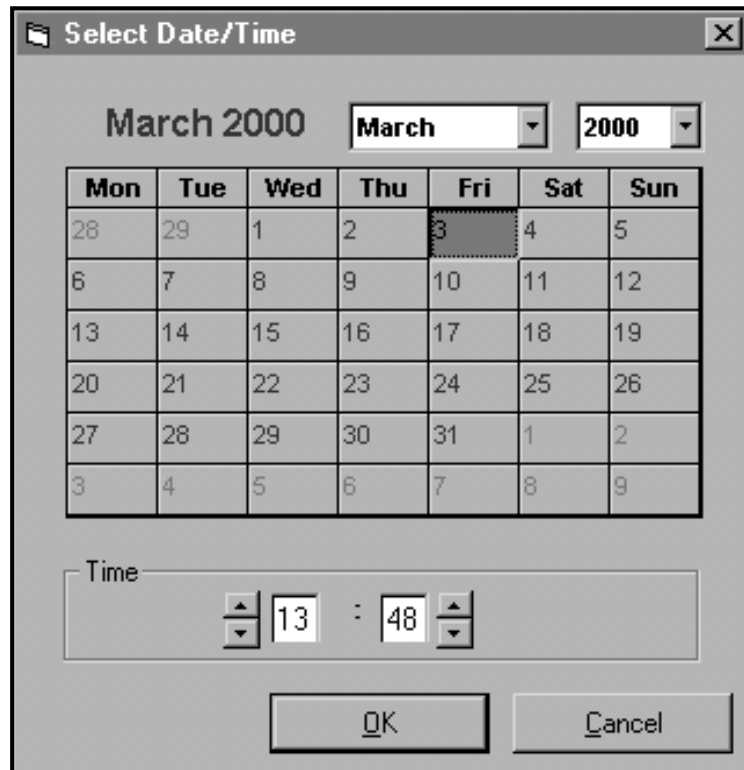 Select Date/Time
March 2000 March 2000
Mon Tue Wed Thu Fri Sat Sun
28 29 1 2 3 4 5
6 7 8 9 10 11 12
13 14 15 16 17 18 19
20 21 22 23 24 25 26
27 28 29 30 31 1 2
3 4 5 6 7 8 9
Time
13 : 48
OK Cancel